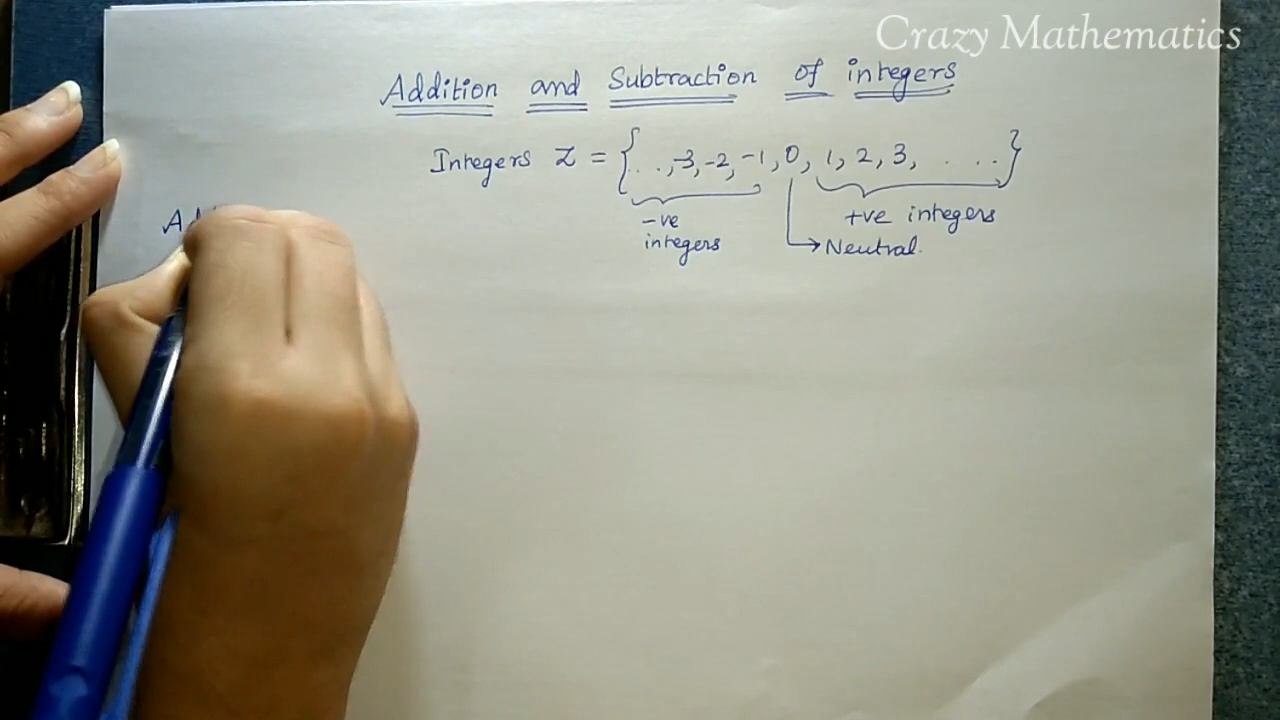 Crazy Mathematics
Addition and Subtraction of integers
Integers Z = {. . ., -3, -2, -1, 0, 1, 2, 3, . . . .}
-ve integers
+ve integers
Neutral.